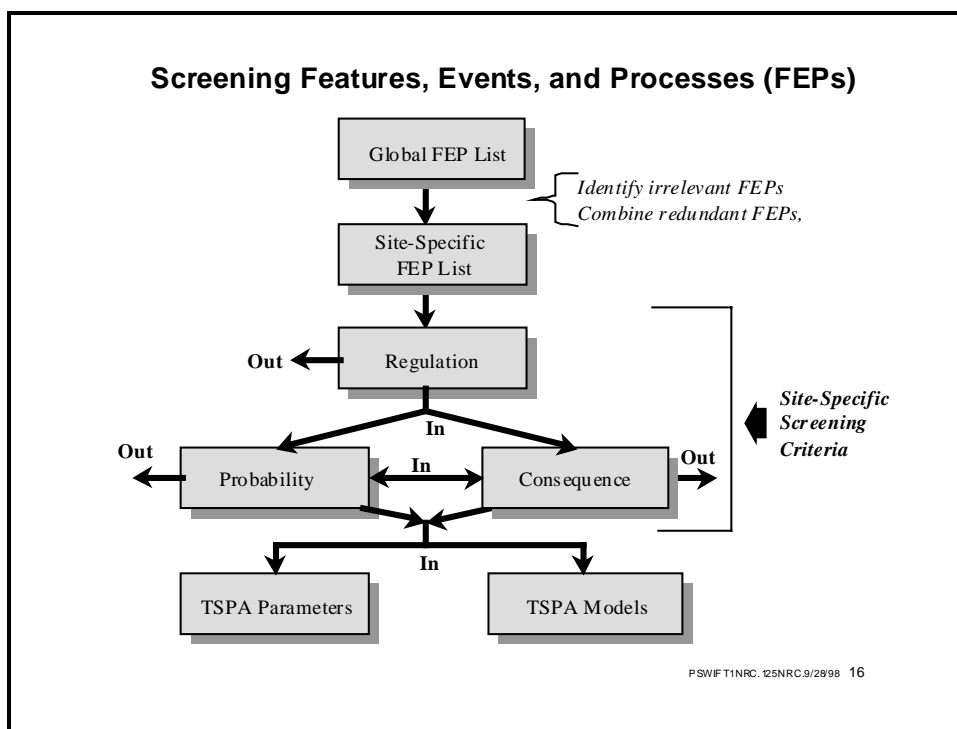 Screening Features, Events, and Processes (FEPs)
Global FEP List
Identify irrelevant FEPs
Combine redundant FEPs,
Site-Specific
FEP List
Out
Regulation
In
Site-Specific
Screening
Criteria
Out
Probability
In
Consequence
Out
In
TSPA Parameters
TSPA Models
PSWIFT1NRC.125NRC.9/28/98 16